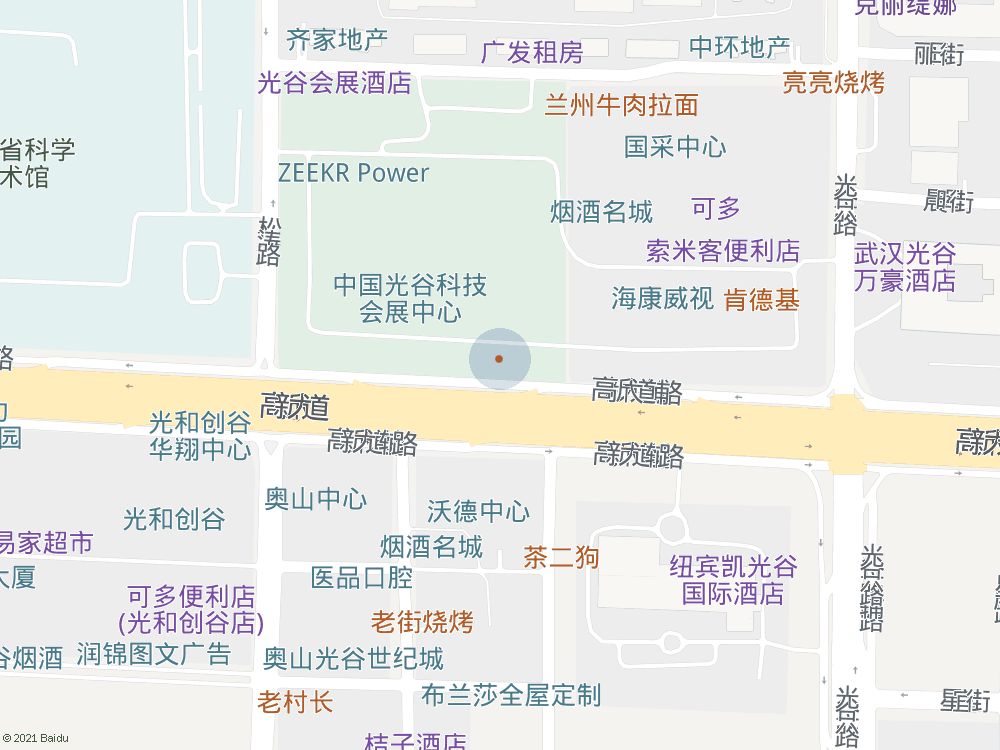 克丽缇娜
齐家地产
广发租房
中环地产
光谷会展酒店
亮亮烧烤
兰州牛肉拉面
省科学
术馆
国采中心
ZEEKR Power
烟酒名城
可多
索米客便利店
武汉光谷
万豪酒店
中国光谷科技
会展中心
海康威视
肯德基
光和创谷
华翔中心
园
奥山中心
沃德中心
光和创谷
易家超市
烟酒名城
茶二狗
纽宾凯光谷
国际酒店
大厦
医品口腔
可多便利店
(光和创谷店)
老街烧烤
谷烟酒
润锦图文广告
奥山光谷世纪城
老村长
布兰莎全屋定制
桔子酒店
© 2021 Baidu